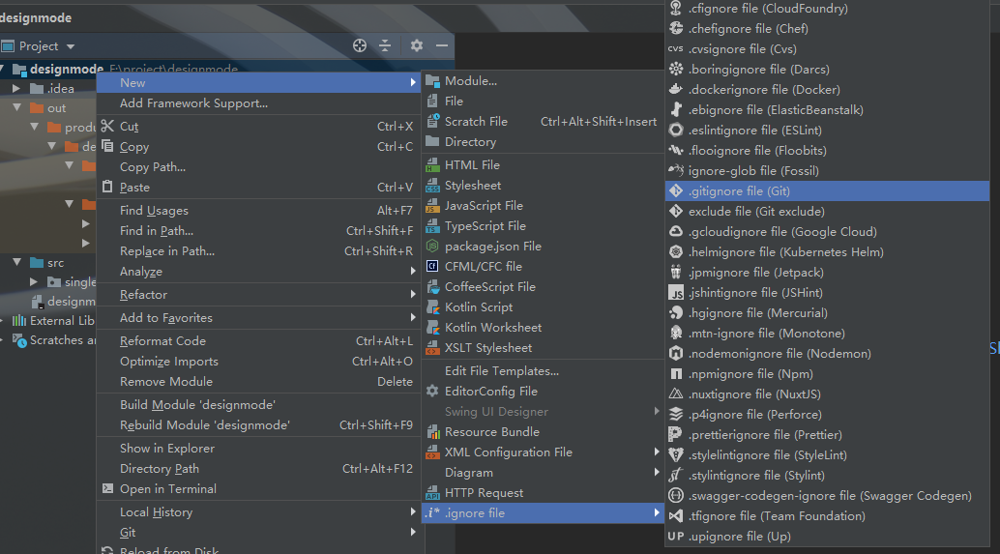 designmode
Project
designmode F:\project\designmode
.idea
out
produ
de
src
single
designm
External Lib
Scratches an
New
Add Framework Support...
Cut Ctrl+X
Copy Ctrl+C
Copy Path...
Paste Ctrl+V
Find Usages Alt+F7
Find in Path... Ctrl+Shift+F
Replace in Path... Ctrl+Shift+R
Analyze
Refactor
Add to Favorites
Reformat Code Ctrl+Alt+L
Optimize Imports Ctrl+Alt+O
Remove Module Delete
Build Module 'designmode'
Rebuild Module 'designmode' Ctrl+Shift+F9
Show in Explorer
Directory Path Ctrl+Alt+F12
Open in Terminal
Local History
Git
Reload from Disk
Module...
File
Scratch File Ctrl+Alt+Shift+Insert
Directory
HTML File
Stylesheet
JavaScript File
TypeScript File
package.json File
CFML/CFC file
CoffeeScript File
Kotlin Script
Kotlin Worksheet
XSLT Stylesheet
Edit File Templates...
EditorConfig File
Swing UI Designer
Resource Bundle
XML Configuration File
Diagram
HTTP Request
.ignore file
.cfignore file (CloudFoundry)
.chefignore file (Chef)
.cvsignore file (Cvs)
.boringignore file (Darcs)
.dockerignore file (Docker)
.ebignore file (ElasticBeanstalk)
.eslintignore file (ESLint)
.flooignore file (Floobits)
ignore-glob file (Fossil)
.gitignore file (Git)
exclude file (Git exclude)
.gcloudignore file (Google Cloud)
.helmignore file (Kubernetes Helm)
.jpmignore file (Jetpack)
.jshintignore file (JSHint)
.hgignore file (Mercurial)
.mtn-ignore file (Monotone)
.nodemonignore file (Nodemon)
.npmignore file (Npm)
.nuxtignore file (NuxtJS)
.p4ignore file (Perforce)
.prettierignore file (Prettier)
.stylelintignore file (StyleLint)
.stylintignore file (Stylint)
.swagger-codegen-ignore file (Swagger Codegen)
.tfignore file (Team Foundation)
.upignore file (Up)